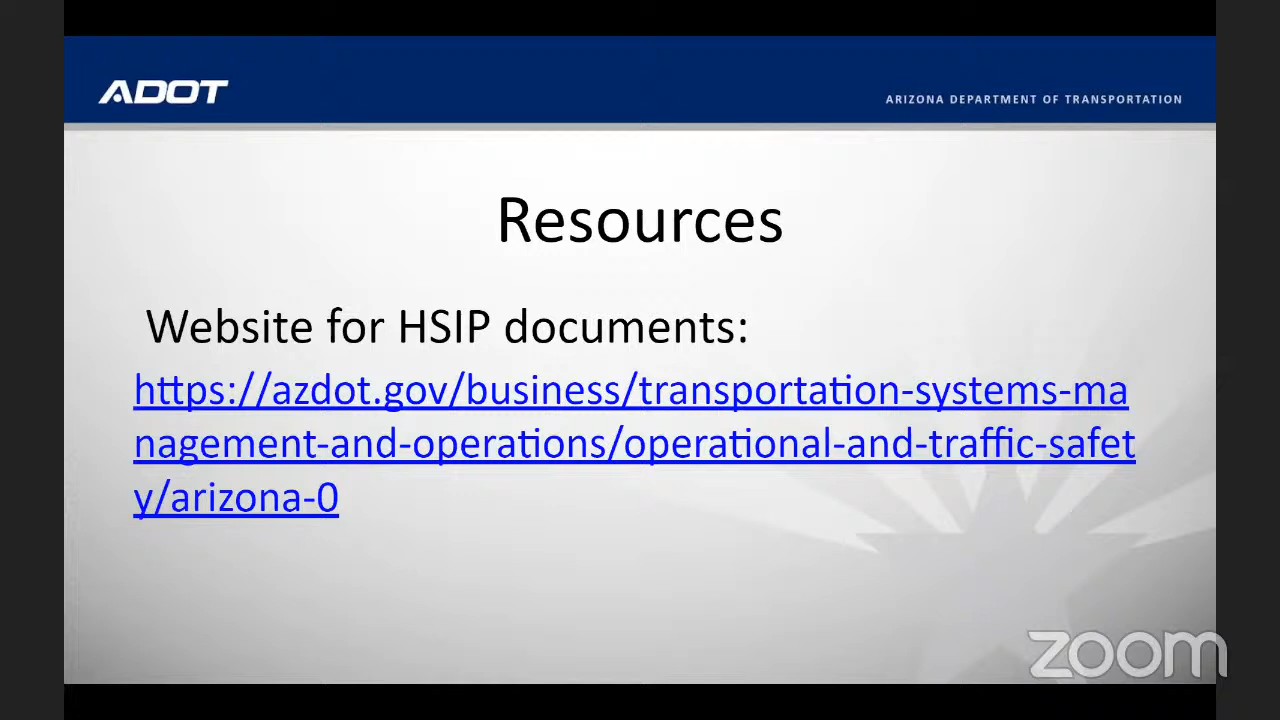 ADOT
ARIZONA DEPARTMENT OF TRANSPORTATION
Resources
Website for HSIP documents:
https://azdot.gov/business/transportation-systems-ma
nagement-and-operations/operational-and-traffic-safet
y/arizona-0
zoom